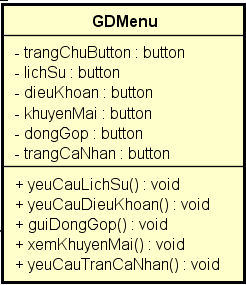 GDMenu
- trangChuButton : button
- lichSu : button
- dieuKhoan : button
- khuyenMai : button
- dongGop : button
- trangCaNhan : button
+ yeuCauLichSu() : void
+ yeuCauDieuKhoan() : void
+ guiDongGop() : void
+ xemKhuyenMai() : void
+ yeuCauTranCaNhan() : void